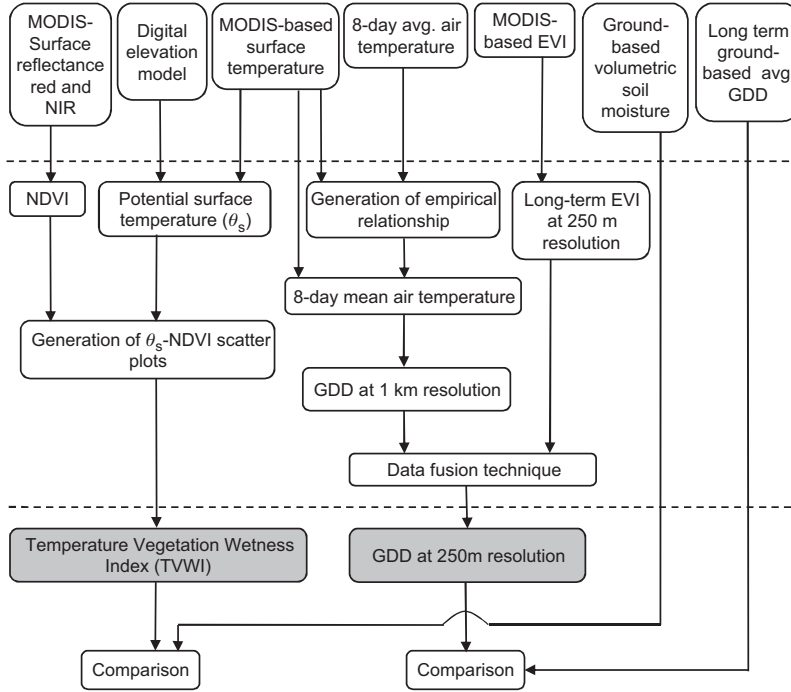 MODIS-
Surface
reflectance
red and
NIR
Digital
elevation
model
MODIS-based
surface
temperature
8-day avg. air
temperature
MODIS-
based EVI
Ground-
based
volumetric
soil
moisture
Long term
ground-
based avg
GDD
NDVI
Potential surface
temperature (θs)
Generation of empirical
relationship
Long-term EVI
at 250 m
resolution
8-day mean air temperature
Generation of θs-NDVI scatter
plots
GDD at 1 km resolution
Data fusion technique
Temperature Vegetation Wetness
Index (TVWI)
GDD at 250m resolution
Comparison
Comparison